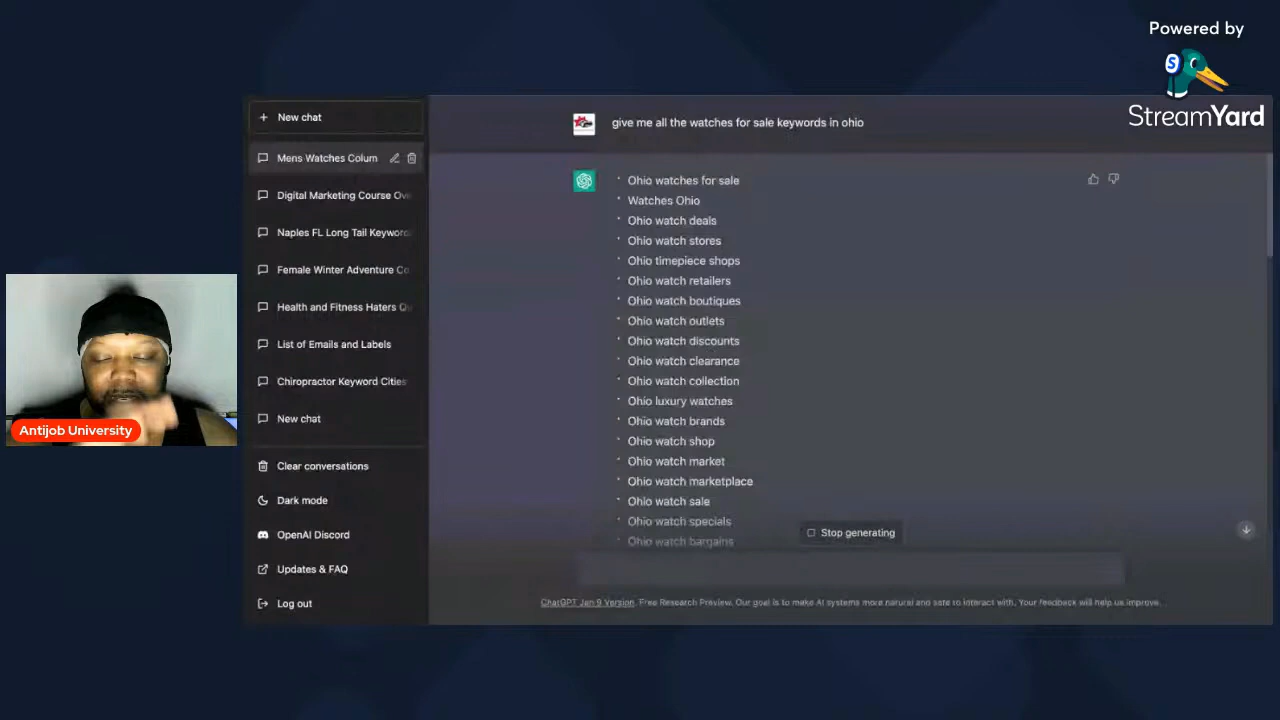 Powered by
S
StreamYard
New chat
give me all the watches for sale keywords in ohio
Mens Watches Colum
Digital Marketing Course Ove
Naples FL Long Tail Keyword
Female Winter Adventure Co
Health and Fitness Haters Qu
List of Emails and Labels
Chiropractor Keyword Cities
New chat
Clear conversations
Dark mode
OpenAI Discord
Updates & FAQ
Log out
Ohio watches for sale
Watches Ohio
Ohio watch deals
Ohio watch stores
Ohio timepiece shops
Ohio watch retailers
Ohio watch boutiques
Ohio watch outlets
Ohio watch discounts
Ohio watch clearance
Ohio watch collection
Ohio luxury watches
Ohio watch brands
Ohio watch shop
Ohio watch market
Ohio watch marketplace
Ohio watch sale
Ohio watch specials
Ohio watch bargains
Stop generating
ChatGPT Jan 9 Version. Free Research Preview. Our goal is to make AI systems more natural and safe to interact with. Your feedback will help us improve.
Antijob University